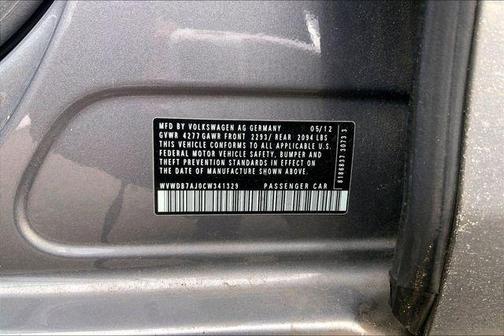 MFD BY VOLKSWAGEN AG GERMANY 05/12
GVWR 4277 GAWR FRONT 2293/ REAR 2094 LBS
THIS VEHICLE CONFORMS TO ALL APPLICABLE U.S.
FEDERAL MOTOR VEHICLE SAFETY, BUMPER AND
THEFT PREVENTION STANDARDS IN EFFECT ON THE
DATE OF MANUFACTURE SHOWN ABOVE.
WVWDB7AJ0CW341329 PASSENGER CAR